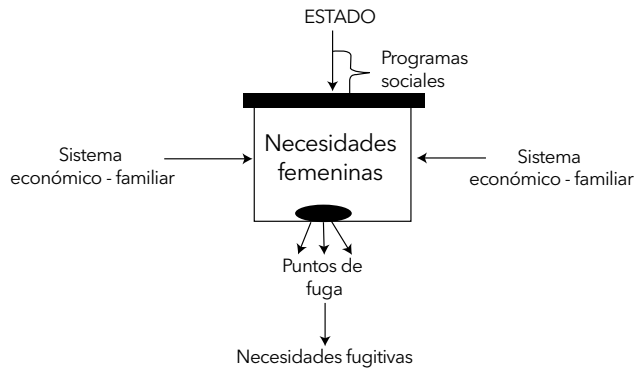 ESTADO
Programas
sociales
Necesidades
femeninas
Sistema
económico - familiar
Sistema
económico - familiar
Puntos de
fuga
Necesidades fugitivas